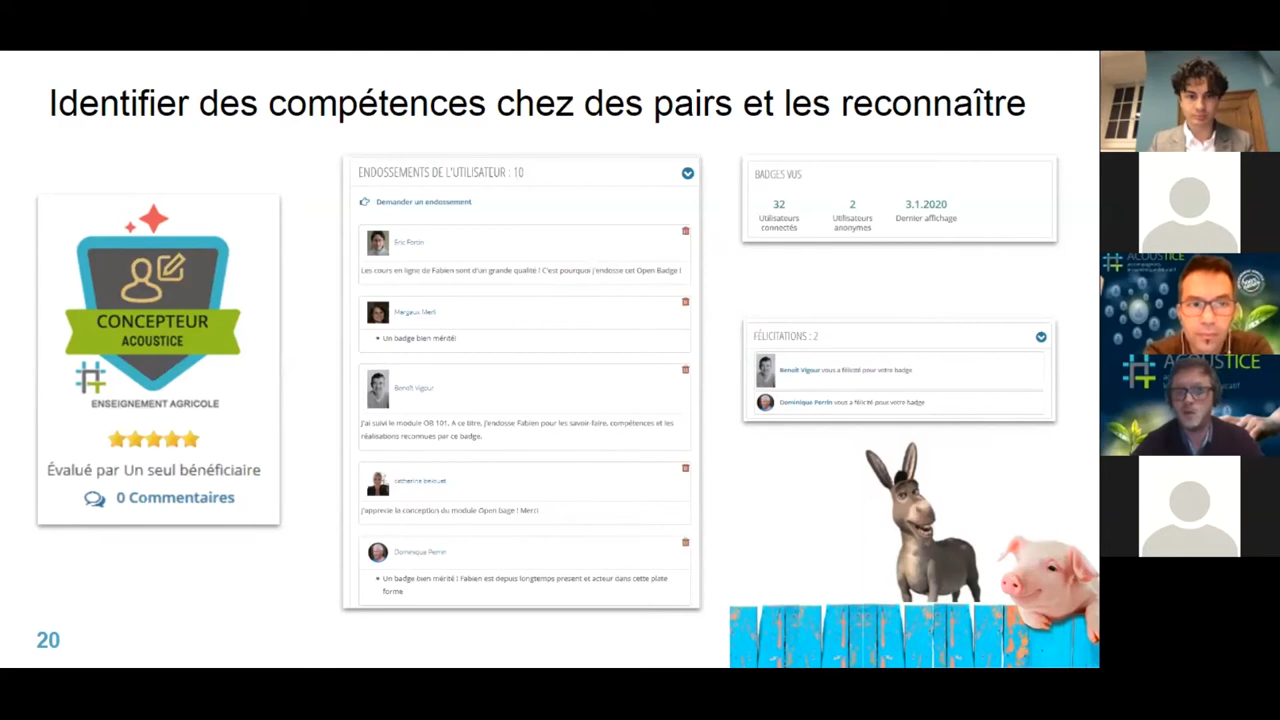 Identifier des compétences chez des pairs et les reconnaître
CONCEPTEUR
ACOUSTICE
ENSEIGNEMENT AGRICOLE
Évalué par Un seul bénéficiaire
0 Commentaires
ENDOSSEMENTS DE L'UTILISATEUR : 10
Demander un endossement
Eric Foron
Les cours en ligne de Fabien sont d'un grande qualité ! C'est pourquoi j'endosse cet Open Badge !
Margaux Merli
Un badge bien mérité!
Benoît Vigour
J'ai suivi le module OB 101. A ce titre, j'endosse Fabien pour les savoir-faire, compétences et les
réalisations reconnues par ce badge.
catherine
J'apprecie la conception du module Open bage ! Merci
Dominique Perrin
Un badge bien mérité ! Fabien est depuis longtemps present et acteur dans cette plate
forme
BADGES VUS
32 2 3.1.2020
Utilisateurs Utilisateurs Dernier affichage
connectés anonymes
FÉLICITATIONS : 2
Benoît Vigour vous a félicité pour votre badge
Dominique Perrin vous a félicité pour votre badge
20
ACOUSTICE
ACOUSTICE